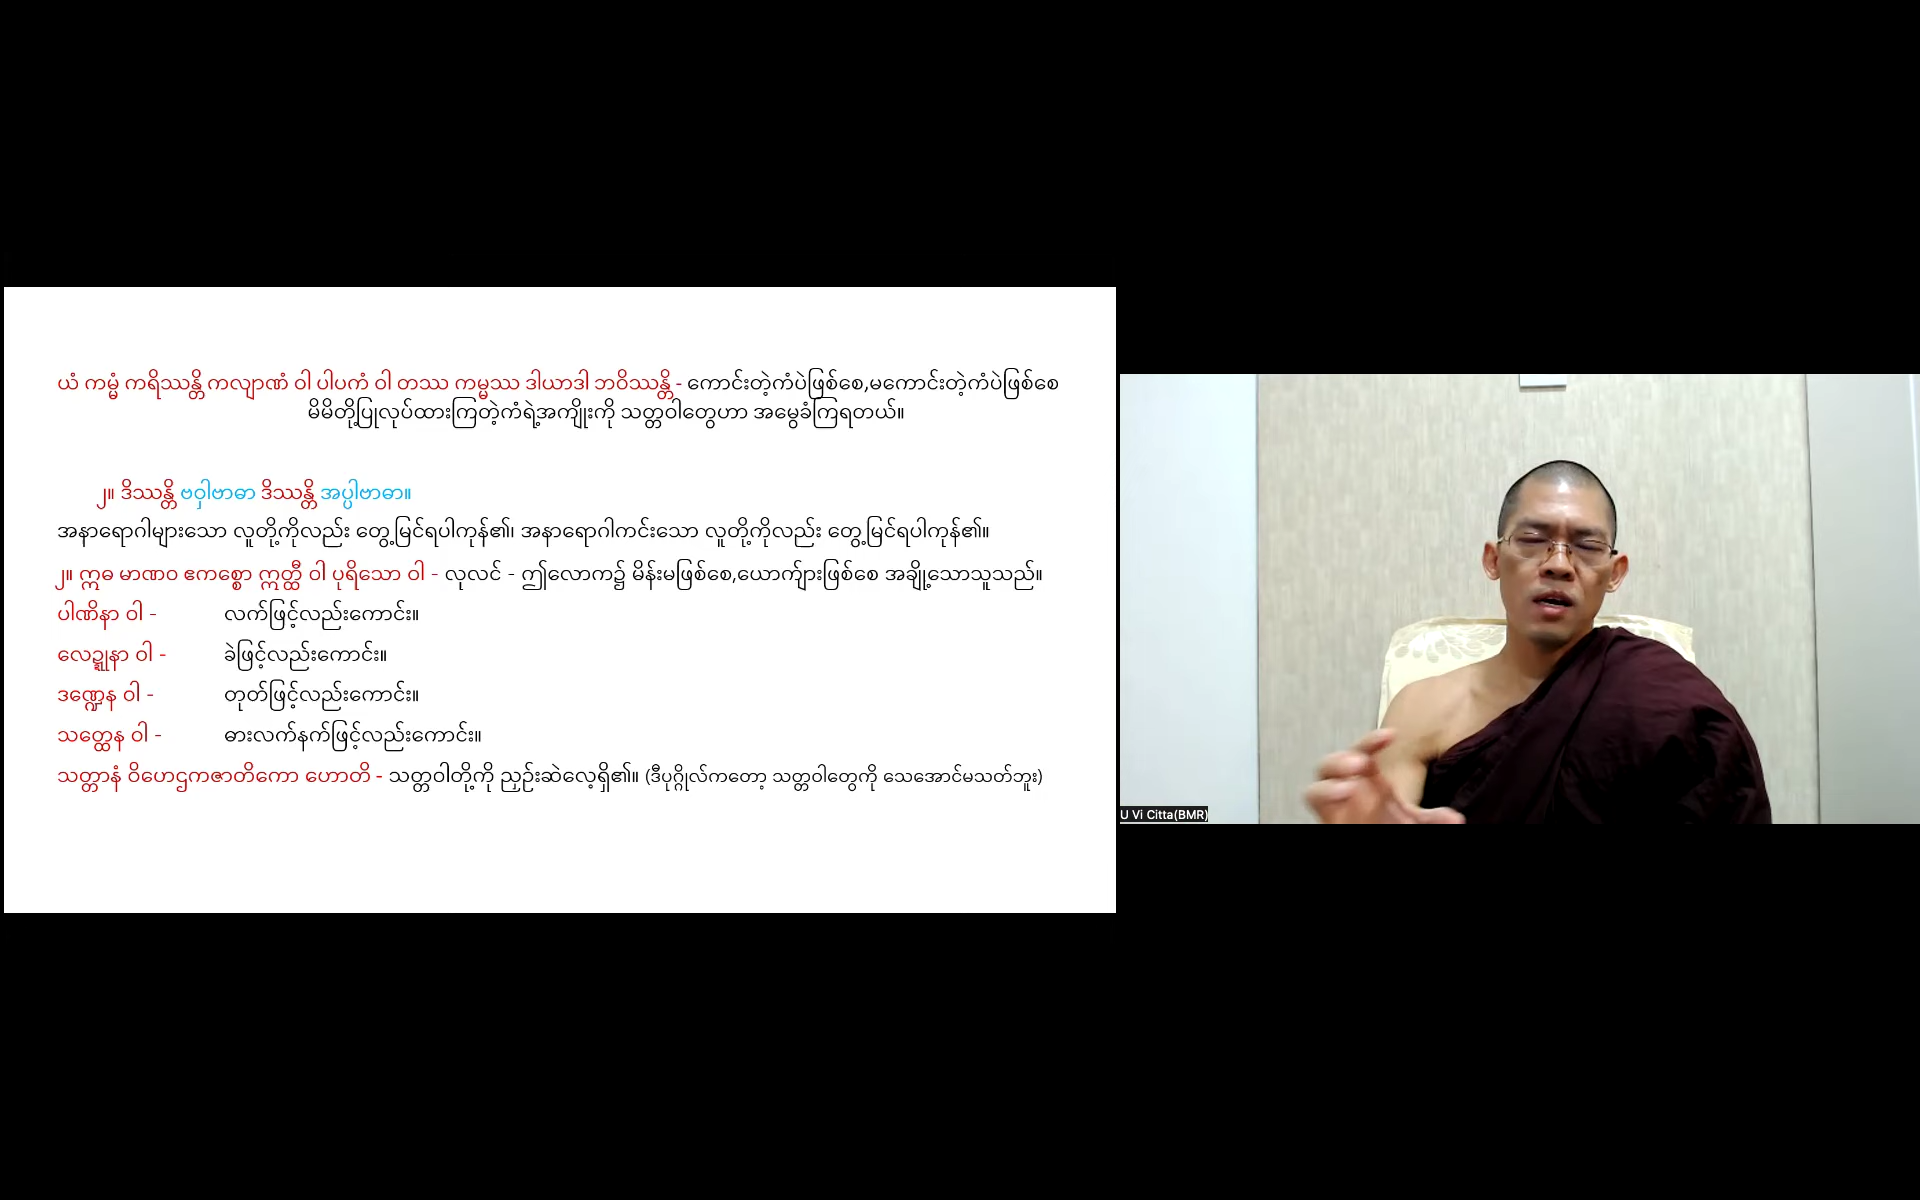 ယံ ကမ္မံ ကရိဿန္တိ ကလျာဏံ ဝါ ပါပကံ ဝါ တဿ ကမ္မဿ ဒါယာဒါ ဘဝိဿန္တိ - ကောင်းတဲ့ကံပဲဖြစ်စေ,မကောင်းတဲ့ကံပဲဖြစ်စေ
မိမိတို့ပြုလုပ်ထားကြတဲ့ကံရဲ့အကျိုးကို သတ္တဝါတွေဟာ အမွေခံကြရတယ်။
၂။ ဒိဿန္တိ ဗဝှါဗာဓာ ဒိဿန္တိ အပ္ပါဗာဓာ။
အနာရောဂါများသော လူတို့ကိုလည်း တွေ့မြင်ရပါကုန်၏၊ အနာရောဂါကင်းသော လူတို့ကိုလည်း တွေ့မြင်ရပါကုန်၏။
၂။ ဣဓ မာဏဝ ဧကစ္စော ဣတ္ထီ ဝါ ပုရိသော ဝါ - လုလင် - ဤလောက၌ မိန်းမဖြစ်စေ,ယောက်ျားဖြစ်စေ အချို့သောသူသည်။
ပါဏိနာ ဝါ - လက်ဖြင့်လည်းကောင်း။
လေဍ္ဍုနာ ဝါ - ခဲဖြင့်လည်းကောင်း။
ဒဏ္ဍေန ဝါ - တုတ်ဖြင့်လည်းကောင်း။
သတ္ထေန ဝါ - ဓားလက်နက်ဖြင့်လည်းကောင်း။
သတ္တာနံ ဝိဟေဌကဇာတိကော ဟောတိ - သတ္တဝါတို့ကို ညှဉ်းဆဲလေ့ရှိ၏။ (ဒီပုဂ္ဂိုလ်ကတော့ သတ္တဝါတွေကို သေအောင်မသတ်ဘူး)
U Vi Citta(BMR)